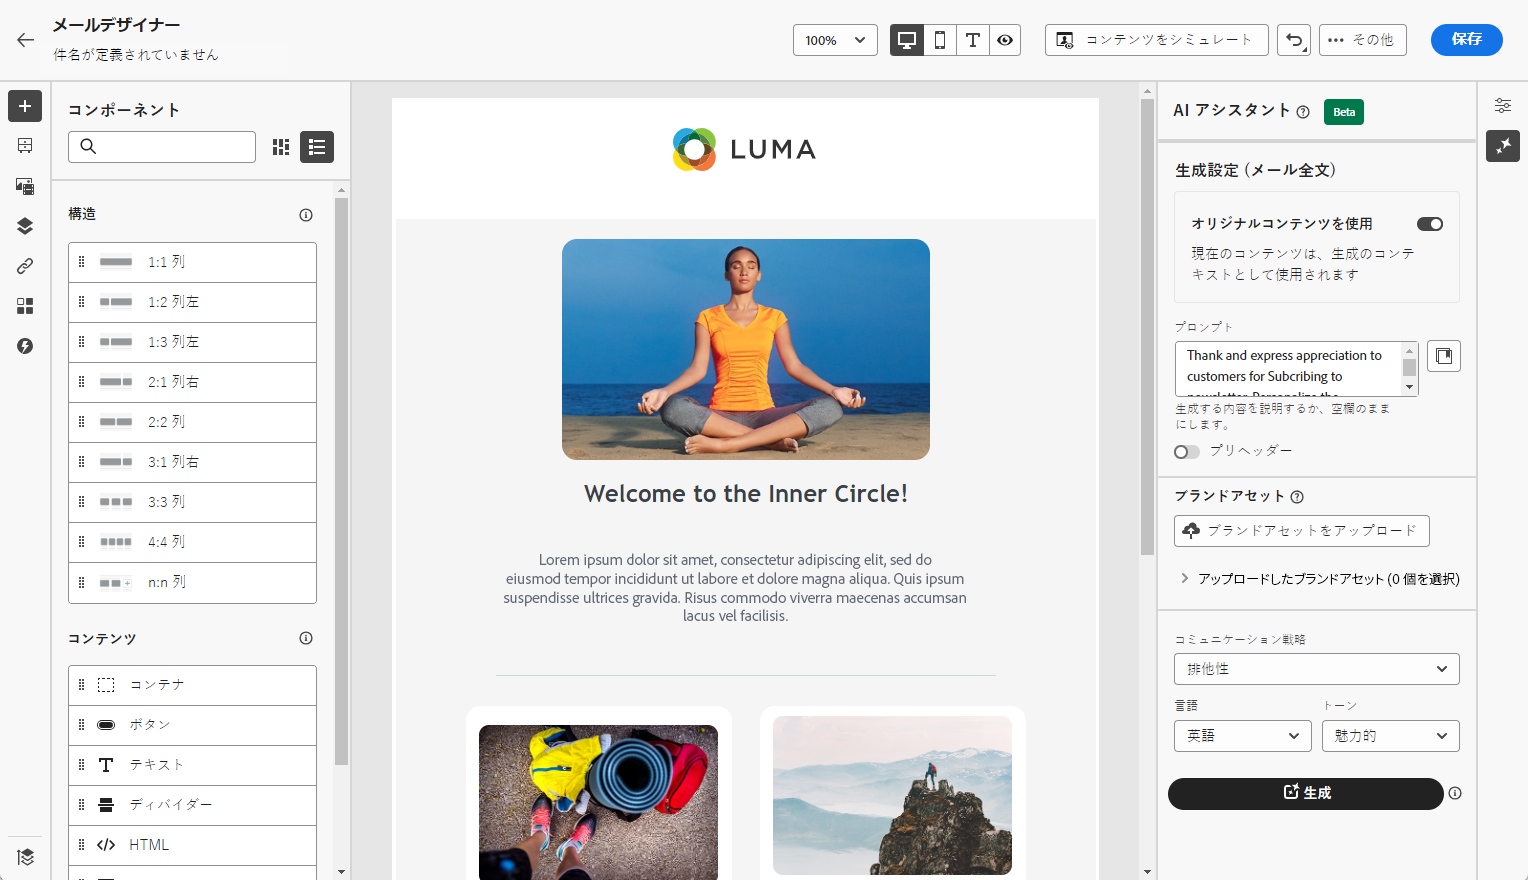 メールデザイナー
件名が定義されていません
100%
コンテンツをシミュレート
その他
保存
コンポーネント
構造
1:1 列
1:2 列左
1:3 列左
2:1 列右
2:2 列
3:1 列右
3:3 列
4:4 列
n:n 列
コンテンツ
コンテナ
ボタン
テキスト
ディバイダー
HTML
LUMA
Welcome to the Inner Circle!
Lorem ipsum dolor sit amet, consectetur adipiscing elit, sed do
eiusmod tempor incididunt ut labore et dolore magna aliqua. Quis ipsum
suspendisse ultrices gravida. Risus commodo viverra maecenas accumsan
lacus vel facilisis.
AI アシスタント
Beta
生成設定 (メール全文)
オリジナルコンテンツを使用
現在のコンテンツは、生成のコンテ
キストとして使用されます
プロンプト
Thank and express appreciation to
customers for Subcribing to
newsletter. Personalize the
生成する内容を説明するか、空欄のまま
にします。
プリヘッダー
ブランドアセット
ブランドアセットをアップロード
アップロードしたブランドアセット (0 個を選択)
コミュニケーション戦略
排他性
言語
トーン
英語
魅力的
生成